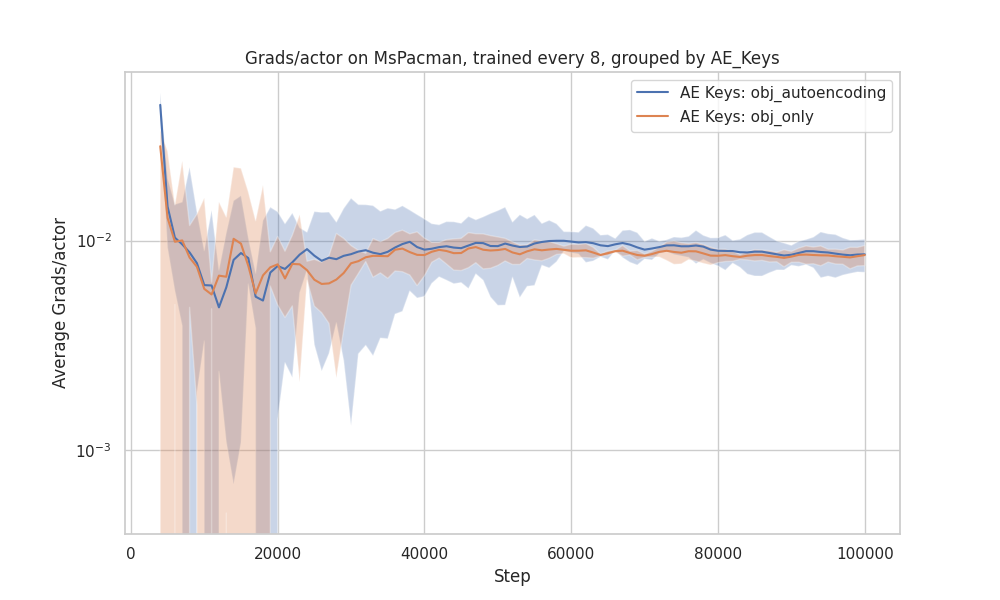 Grads/actor on MsPacman, trained every 8, grouped by AE_Keys
AE Keys: obj_autoencoding
AE Keys: obj_only
Average Grads/actor
10⁻²
10⁻³
0
20000
40000
60000
80000
100000
Step